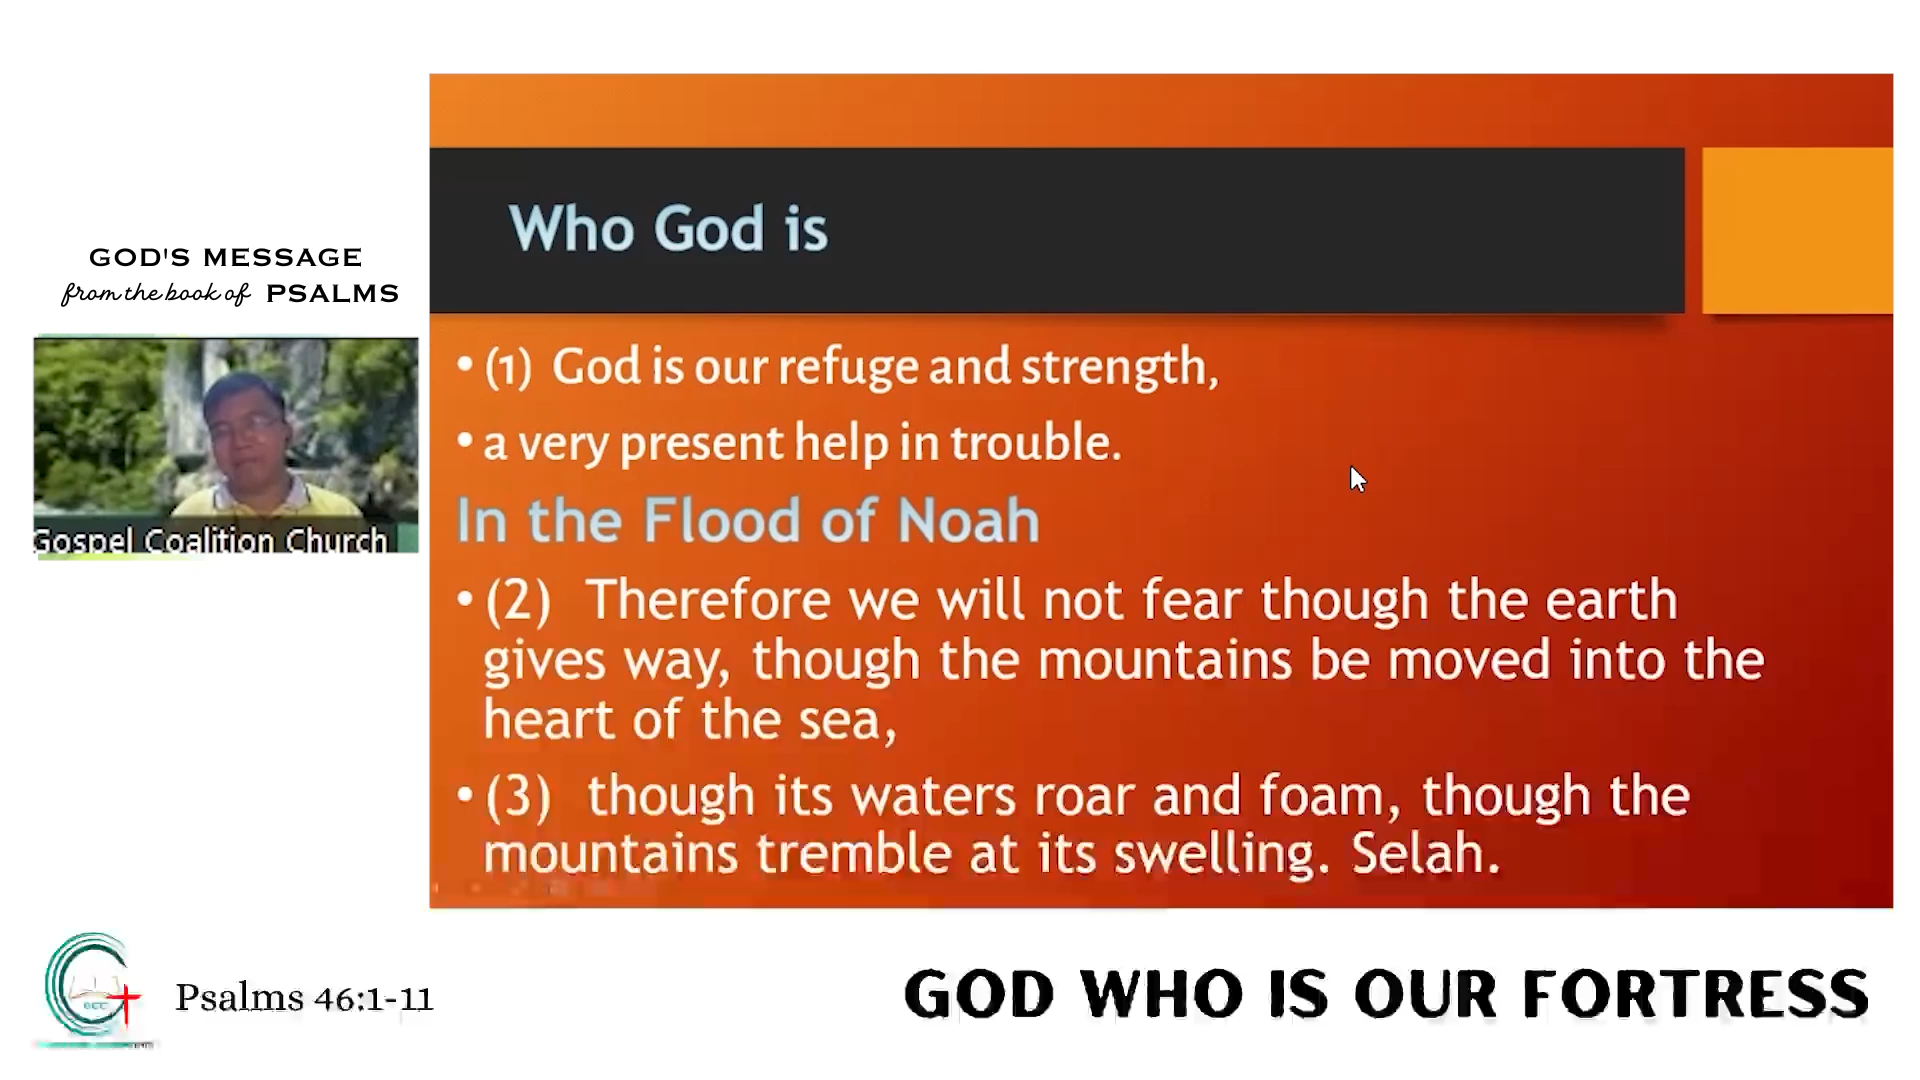 GOD'S MESSAGE
from the book of PSALMS
Gospel Coalition Church
Who God is
• (1) God is our refuge and strength,
• a very present help in trouble.
In the Flood of Noah
• (2) Therefore we will not fear though the earth
gives way, though the mountains be moved into the
heart of the sea,
• (3) though its waters roar and foam, though the
mountains tremble at its swelling. Selah.
GCC
Psalms 46:1-11
GOD WHO IS OUR FORTRESS